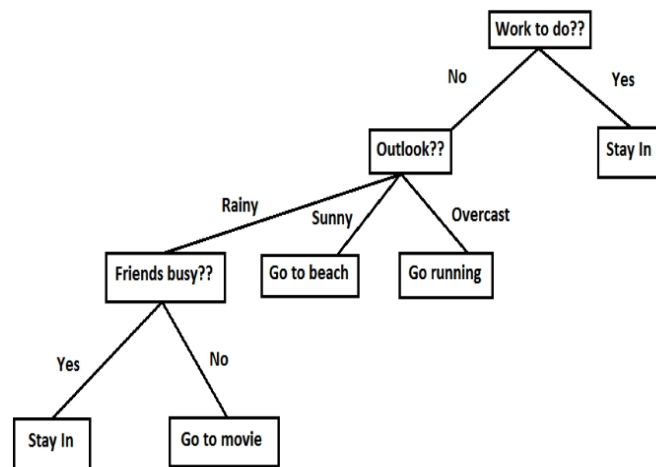 Work to do??
No
Yes
Outlook??
Stay In
Rainy
Sunny
Overcast
Friends busy??
Go to beach
Go running
Yes
No
Stay In
Go to movie